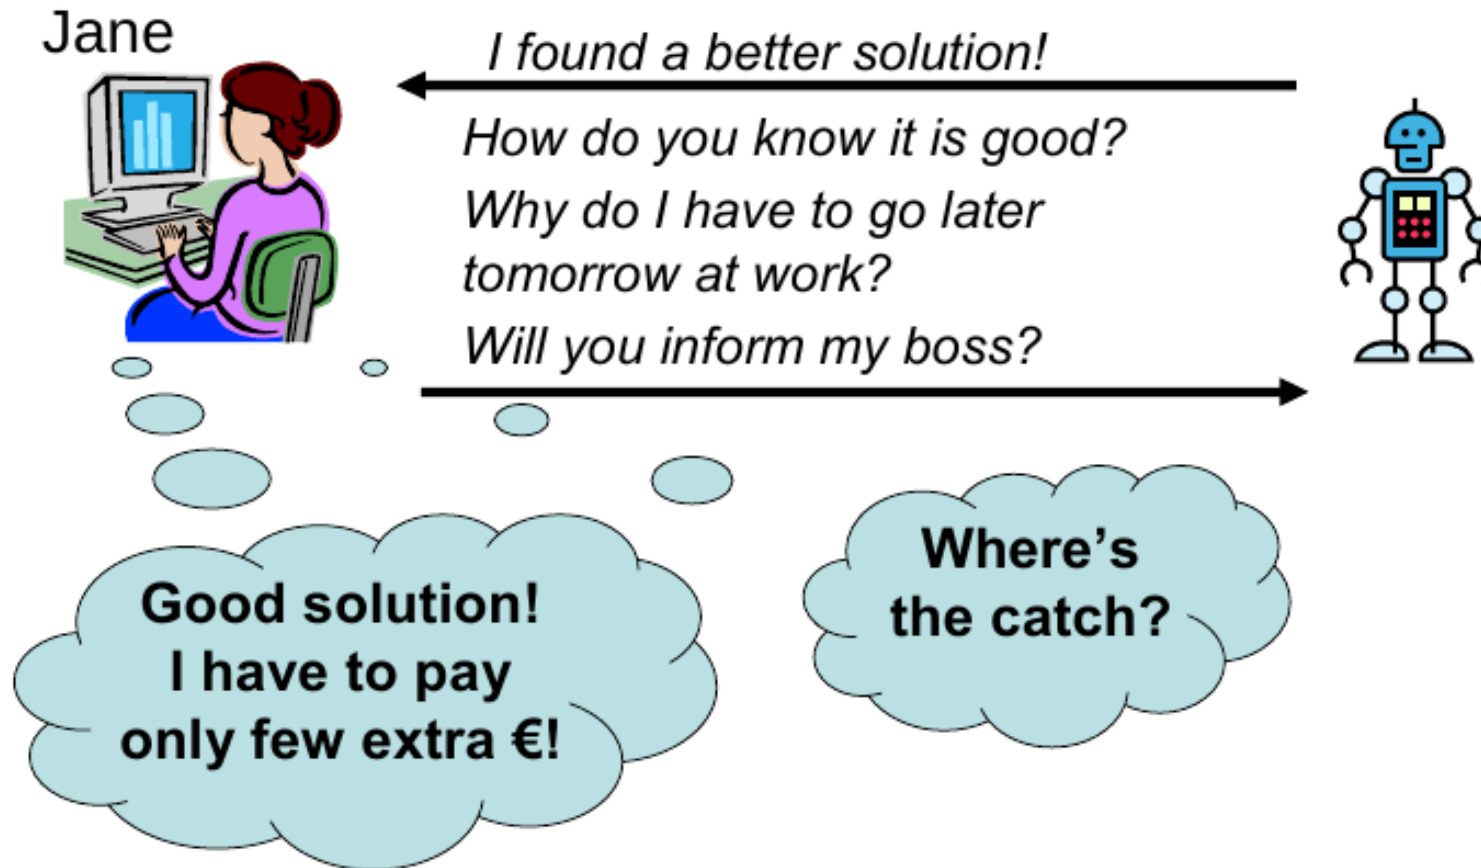 Jane
I found a better solution!
How do you know it is good?
Why do I have to go later
tomorrow at work?
Will you inform my boss?
Good solution!
I have to pay
only few extra €!
Where’s
the catch?